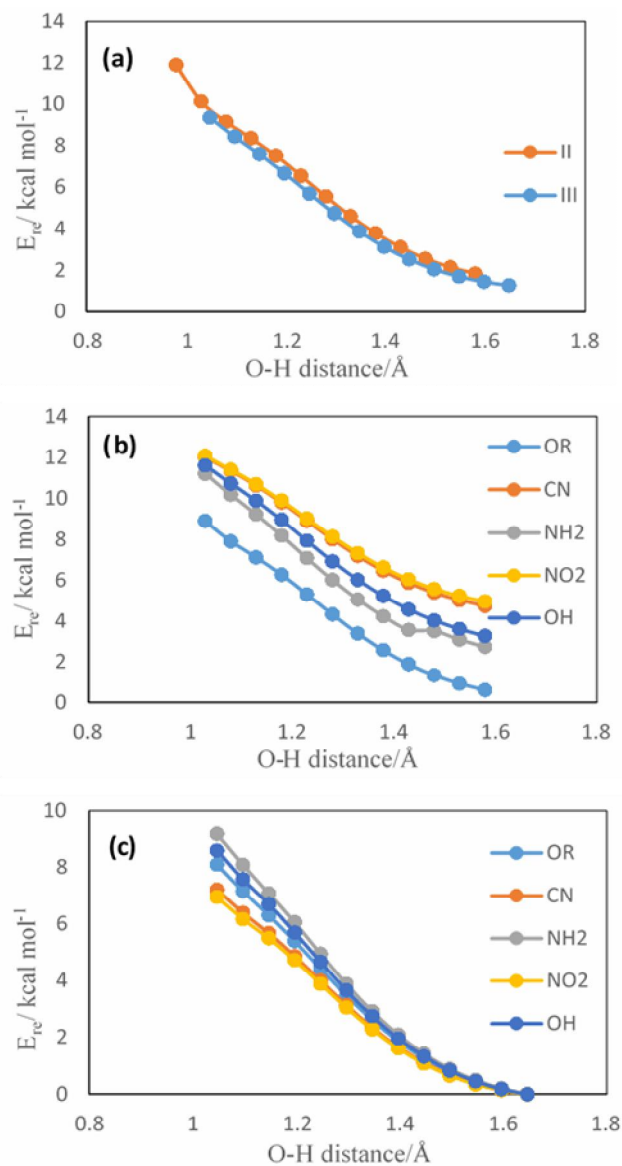 (a)
14
12
10
8
6
4
2
0
E_re/ kcal mol⁻¹
II
III
0.8 1 1.2 1.4 1.6 1.8
O-H distance/Å
(b)
14
12
10
8
6
4
2
0
E_re/ kcal mol⁻¹
OR
CN
NH2
NO2
OH
0.8 1 1.2 1.4 1.6 1.8
O-H distance/Å
(c)
10
8
6
4
2
0
E_re/ kcal mol⁻¹
OR
CN
NH2
NO2
OH
0.8 1 1.2 1.4 1.6 1.8
O-H distance/Å